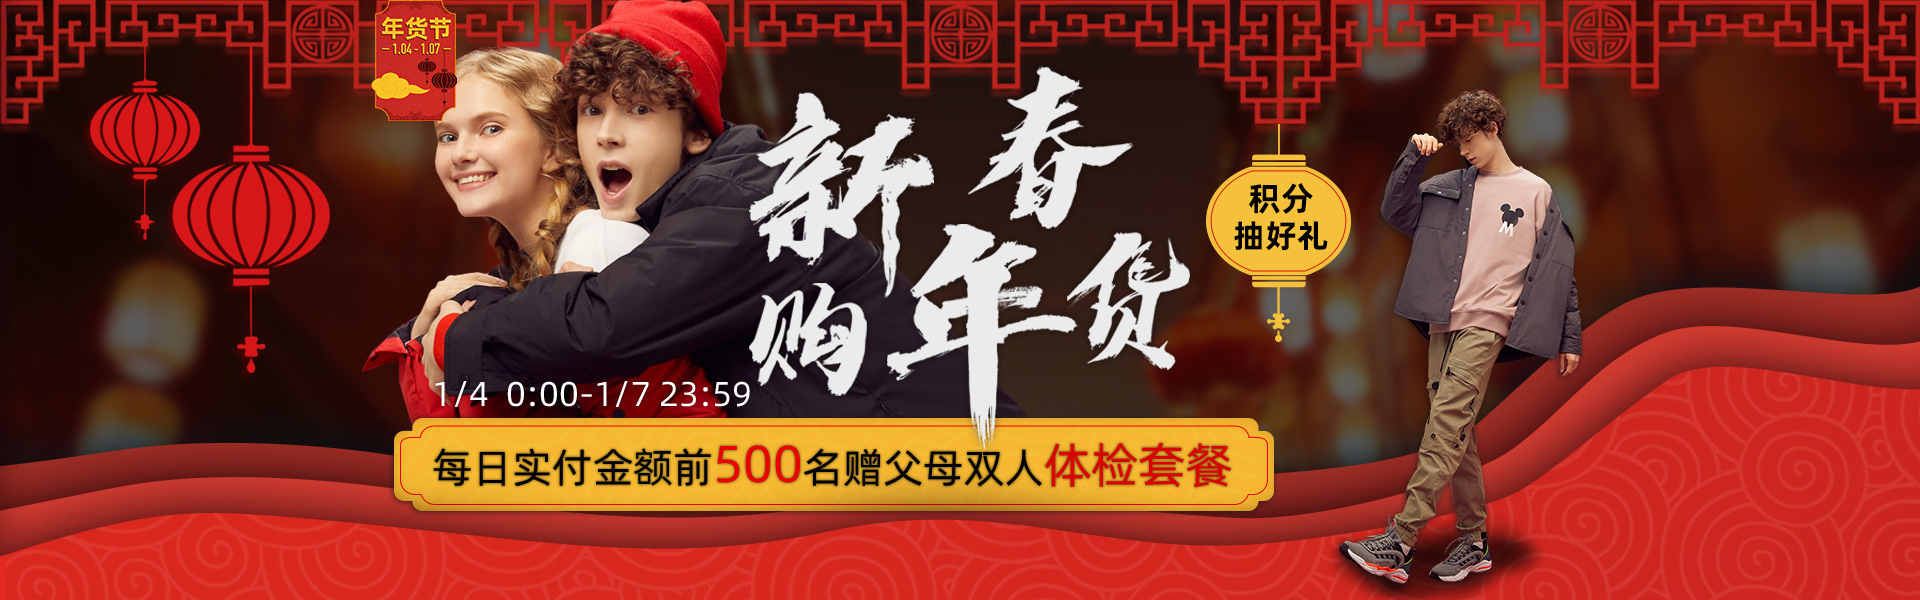 年货节
1.04-1.07
新春
购年货
积分
抽好礼
1/4 0:00-1/7 23:59
每日实付金额前500名赠父母双人体检套餐
M